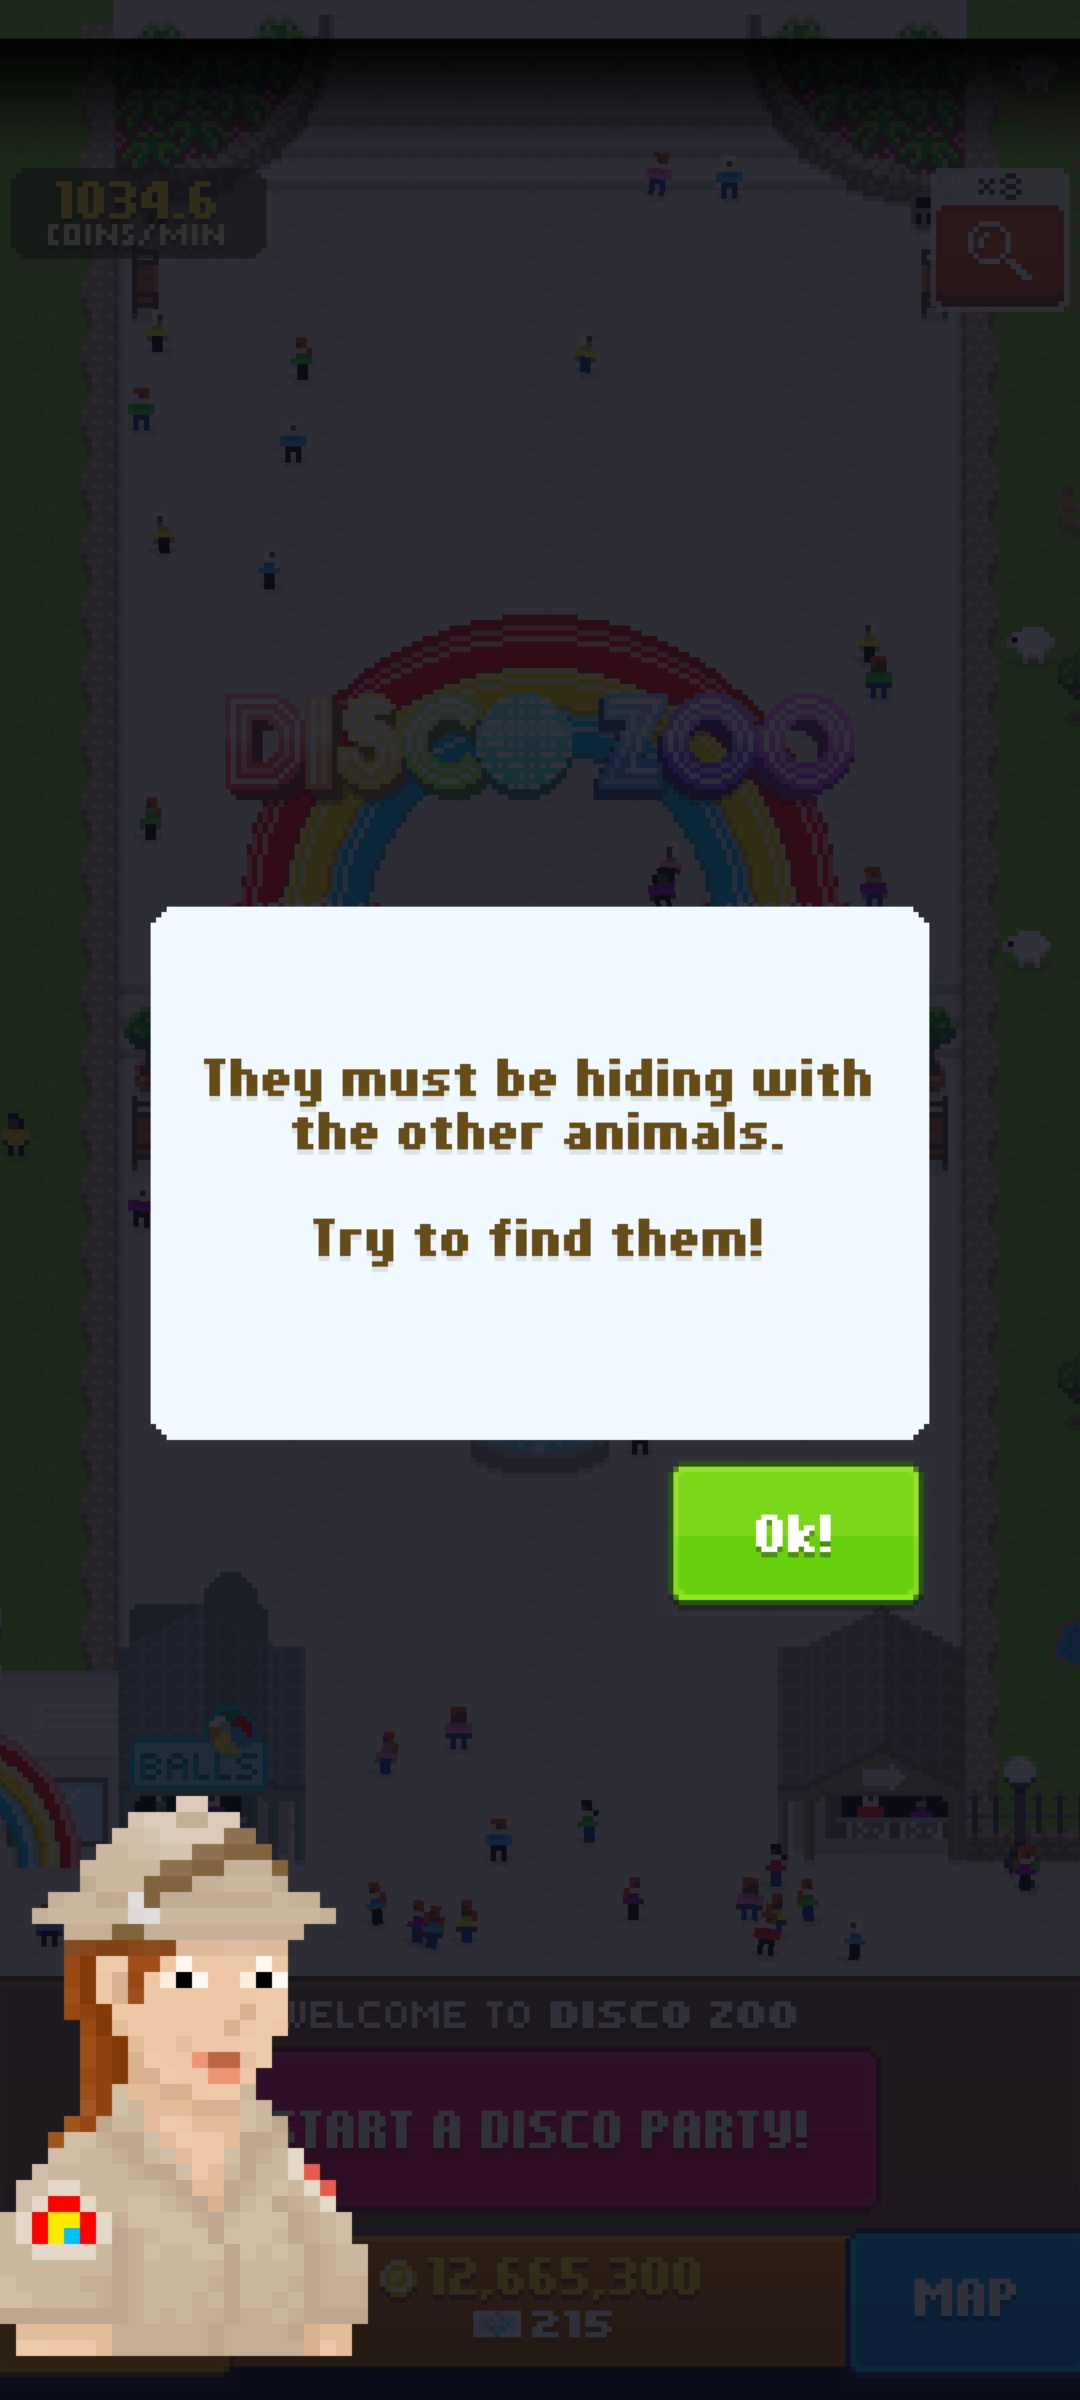 1034.6
COINS/MIN
x8
DISCO ZOO
They must be hiding with
the other animals.
Try to find them!
Ok!
BALLS
WELCOME TO DISCO ZOO
START A DISCO PARTY!
12,665,300
215
MAP